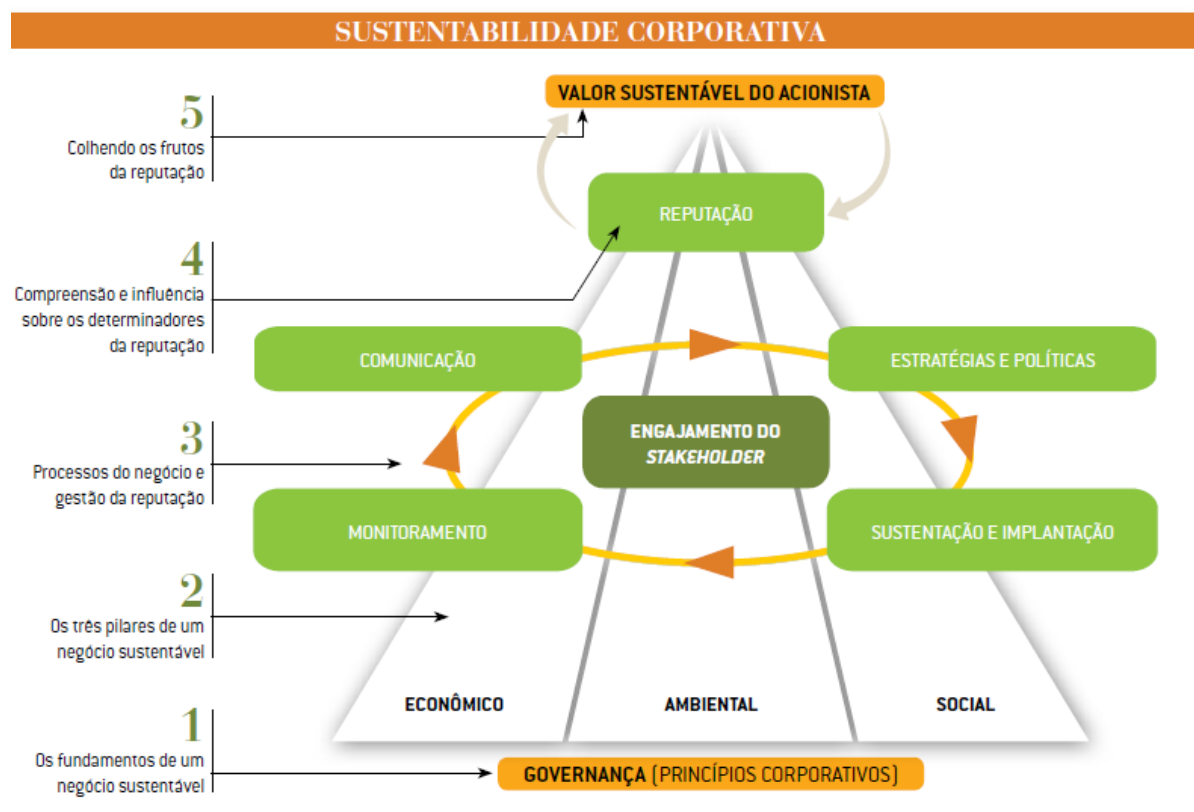 SUSTENTABILIDADE CORPORATIVA
VALOR SUSTENTÁVEL DO ACIONISTA
5
Colhendo os frutos
da reputação
REPUTAÇÃO
4
Compreensão e influência
sobre os determinadores
da reputação
COMUNICAÇÃO
ESTRATÉGIAS E POLÍTICAS
3
Processos do negócio e
gestão da reputação
ENGAJAMENTO DO
STAKEHOLDER
MONITORAMENTO
SUSTENTAÇÃO E IMPLANTAÇÃO
2
Os três pilares de um
negócio sustentável
ECONÔMICO
AMBIENTAL
SOCIAL
1
Os fundamentos de um
negócio sustentável
GOVERNANÇA (PRINCÍPIOS CORPORATIVOS)